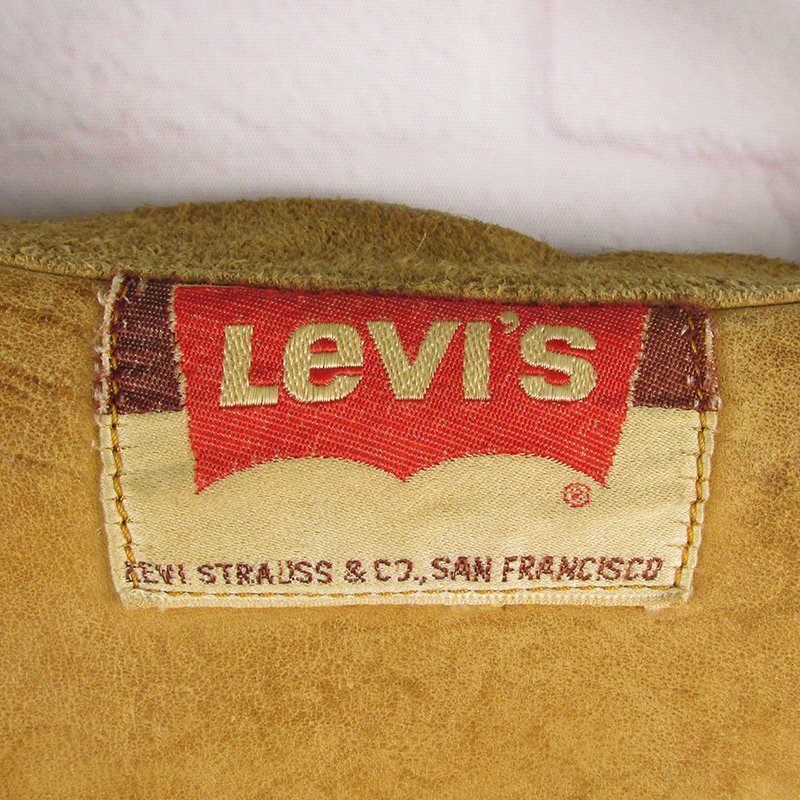 Levi's
®
LEVI STRAUSS & CO., SAN FRANCISCO